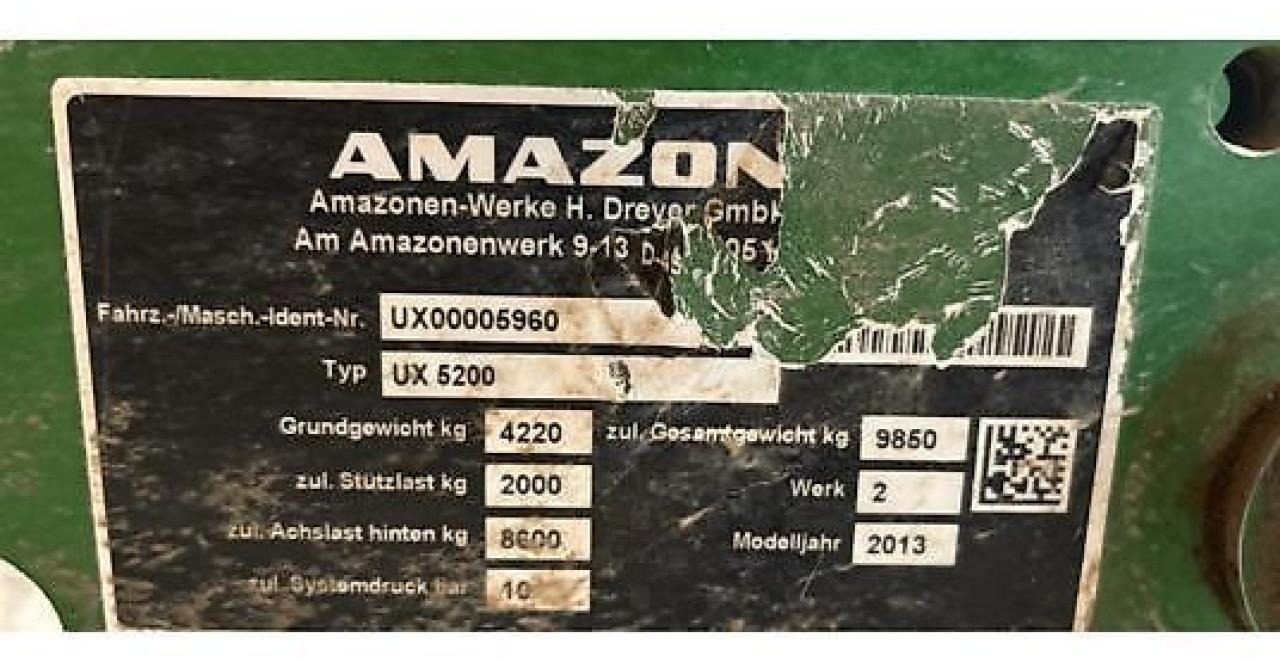 AMAZON
Amazonen-Werke H. Dreyer GmbH
Am Amazonenwerk 9-13
Fahrz.-/Masch.-Ident-Nr. UX00005960
Typ UX 5200
Grundgewicht kg 4220 zul. Gesamtgewicht kg 9850
zul. Stützlast kg 2000 Werk 2
zul. Achslast hinten kg Modelljahr 2013
zul. Systemdruck bar 10